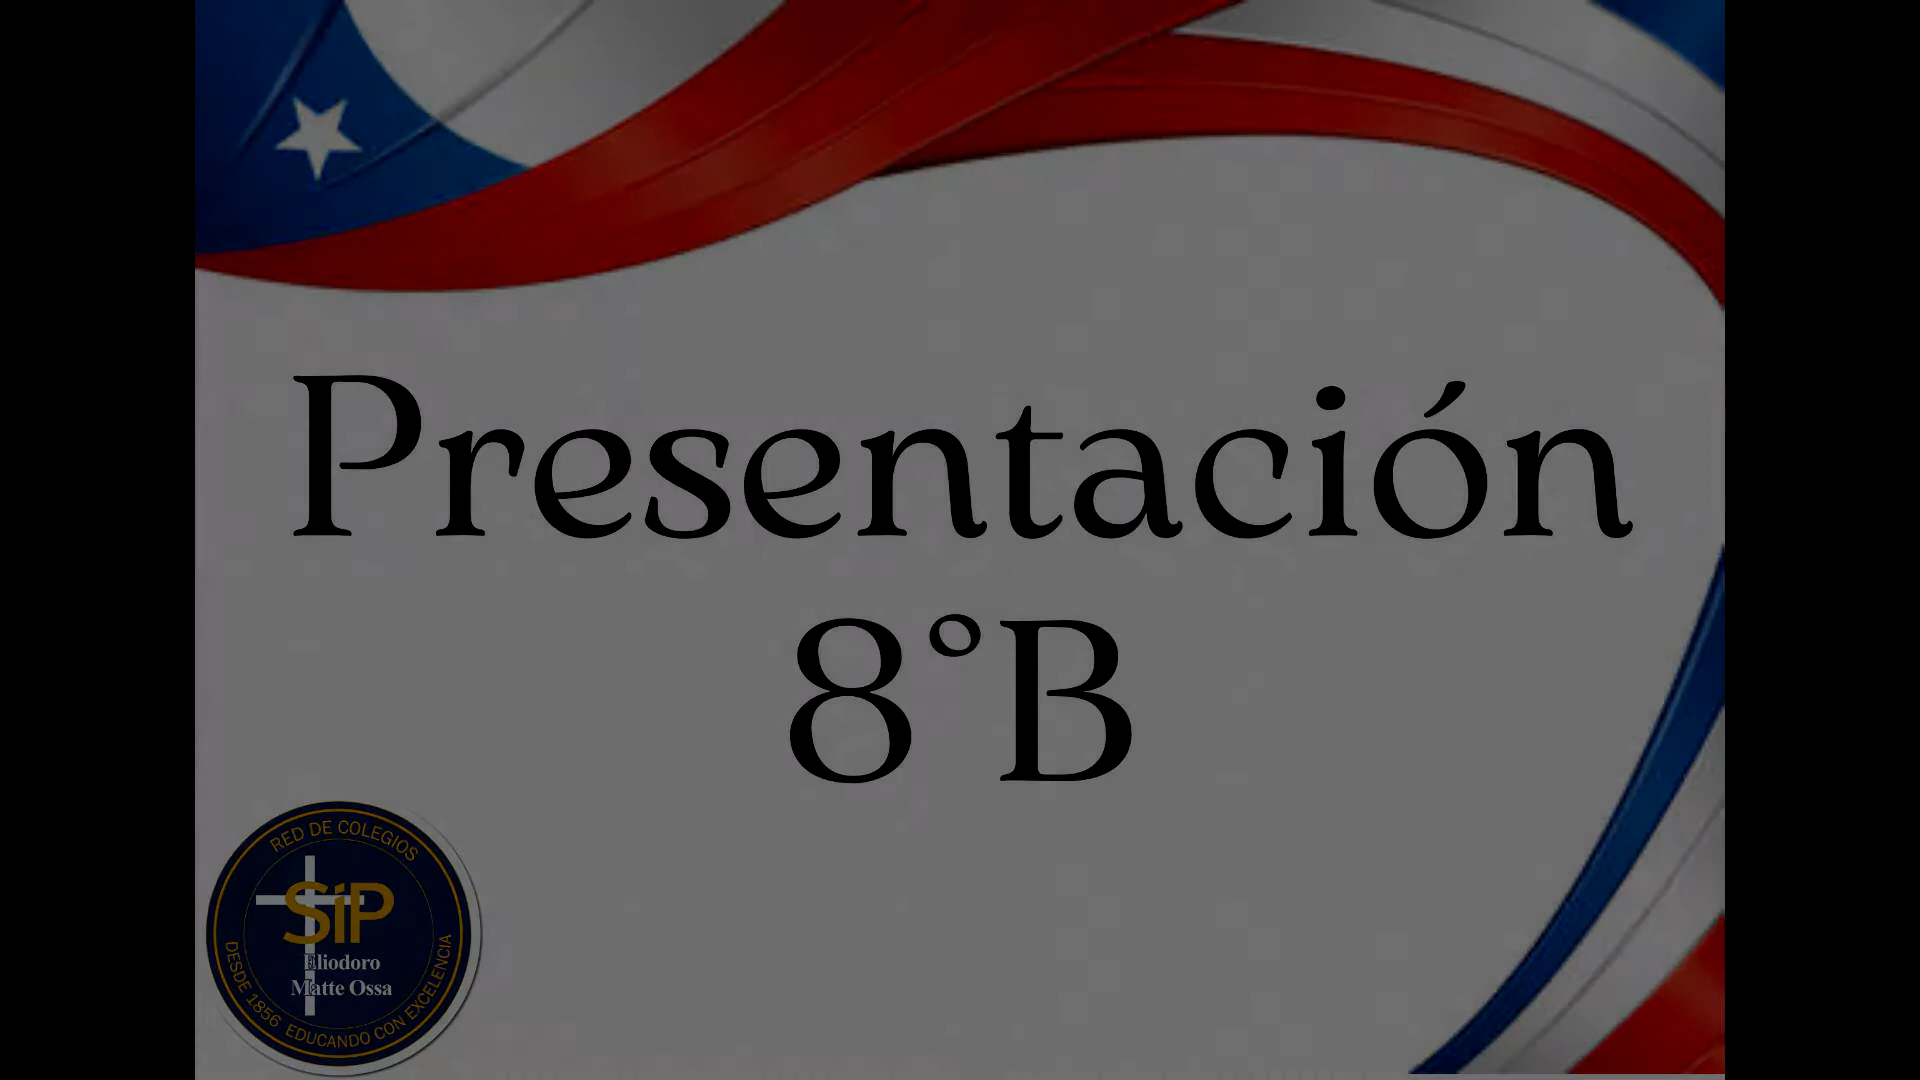 Presentación
8°B
RED DE COLEGIOS
SiP
Eliodoro
Matte Ossa
DESDE 1856 EDUCANDO CON EXCELENCIA